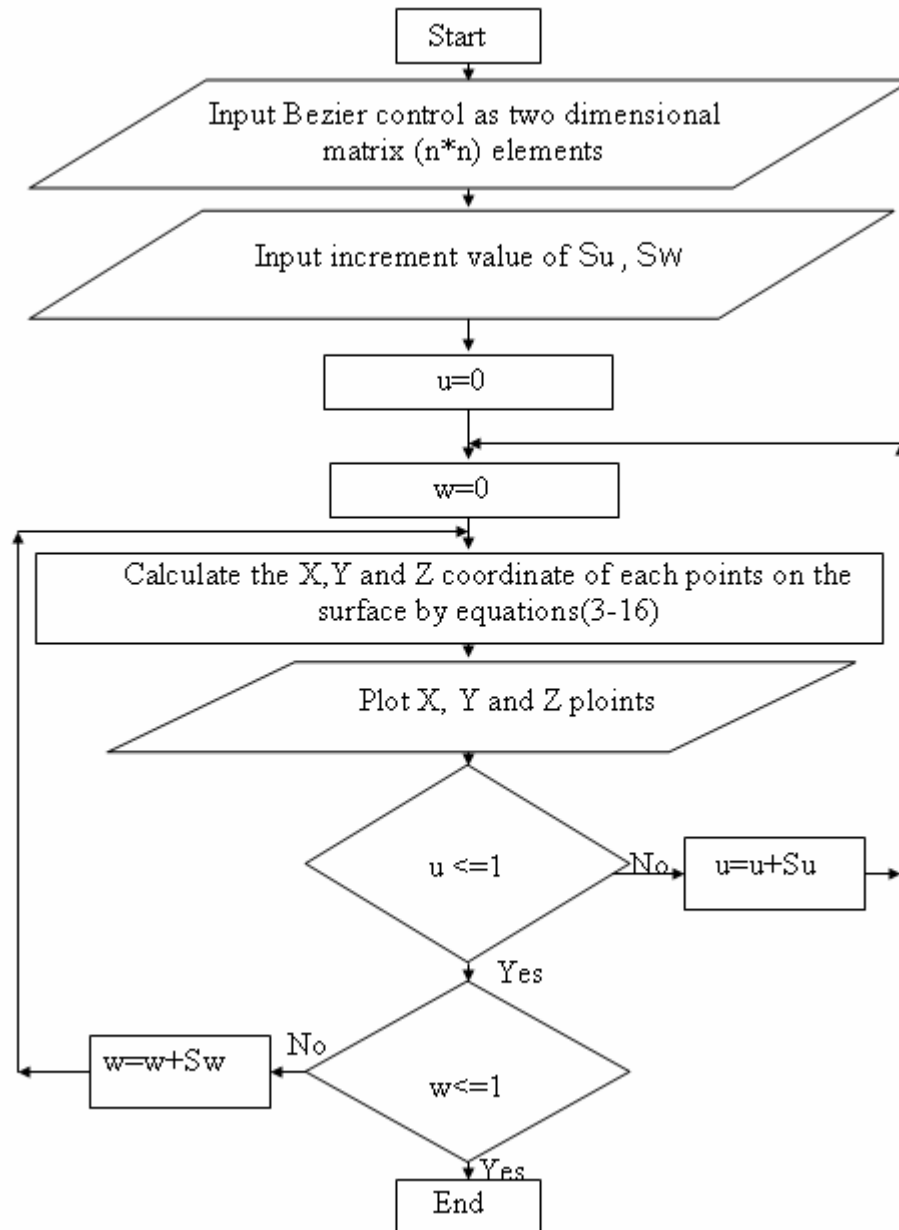 Start
Input Bezier control as two dimensional
matrix (n*n) elements
Input increment value of Su , Sw
u=0
w=0
Calculate the X,Y and Z coordinate of each points on the
surface by equations(3-16)
Plot X, Y and Z ploints
u <=1
No
u=u+Su
Yes
w=w+Sw
No
w<=1
Yes
End